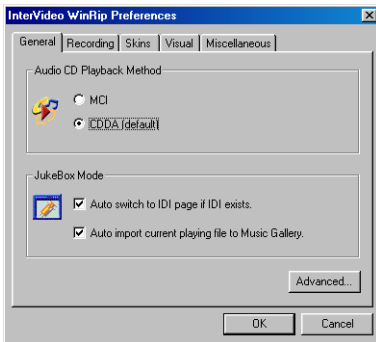 InterVideo WinRip Preferences
General Recording Skins Visual Miscellaneous
Audio CD Playback Method
MCI
CDDA (default)
JukeBox Mode
Auto switch to IDI page if IDI exists.
Auto import current playing file to Music Gallery.
Advanced...
OK Cancel